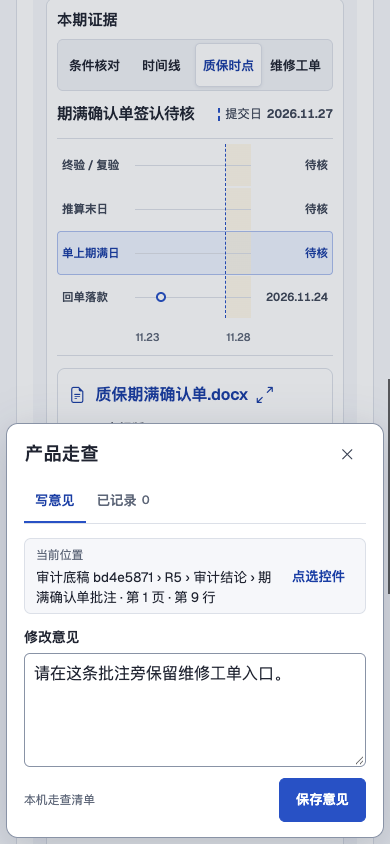 本期证据
条件核对 时间线 质保时点 维修工单
期满确认单签认待核 提交日 2026.11.27
终验 / 复验 待核
推算末日 待核
单上期满日 待核
回单落款 2026.11.24
11.23 11.28
质保期满确认单.docx
产品走查
写意见 已记录 0
当前位置
审计底稿 bd4e5871 › R5 › 审计结论 › 期
满确认单批注 · 第 1 页 · 第 9 行
点选控件
修改意见
请在这条批注旁保留维修工单入口。
本机走查清单
保存意见